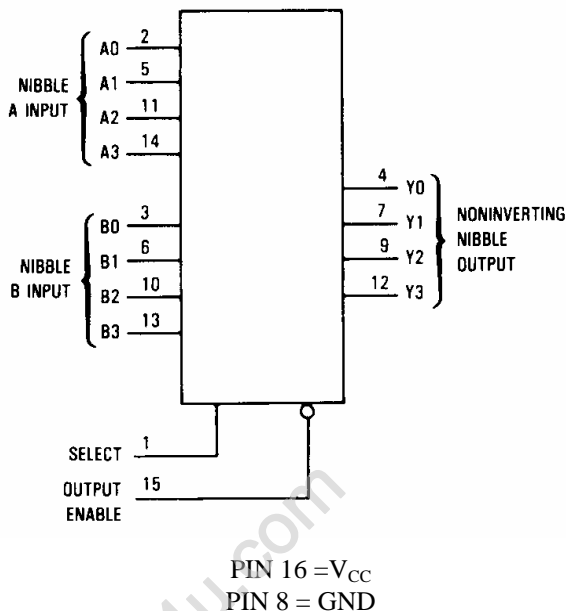 NIBBLE
A INPUT
A0 2
A1 5
A2 11
A3 14
NIBBLE
B INPUT
B0 3
B1 6
B2 10
B3 13
4 Y0
7 Y1
9 Y2
12 Y3
NONINVERTING
NIBBLE
OUTPUT
SELECT 1
OUTPUT 15
ENABLE
PIN 16 =VCC
PIN 8 = GND
4u.com